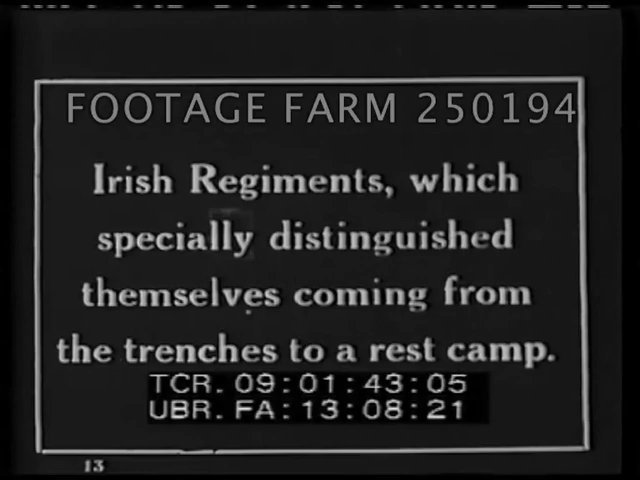 FOOTAGE FARM 250194
Irish Regiments, which
specially distinguished
themselves coming from
the trenches to a rest camp.
TCR. 09:01:43:05
UBR. FA:13:08:21
13